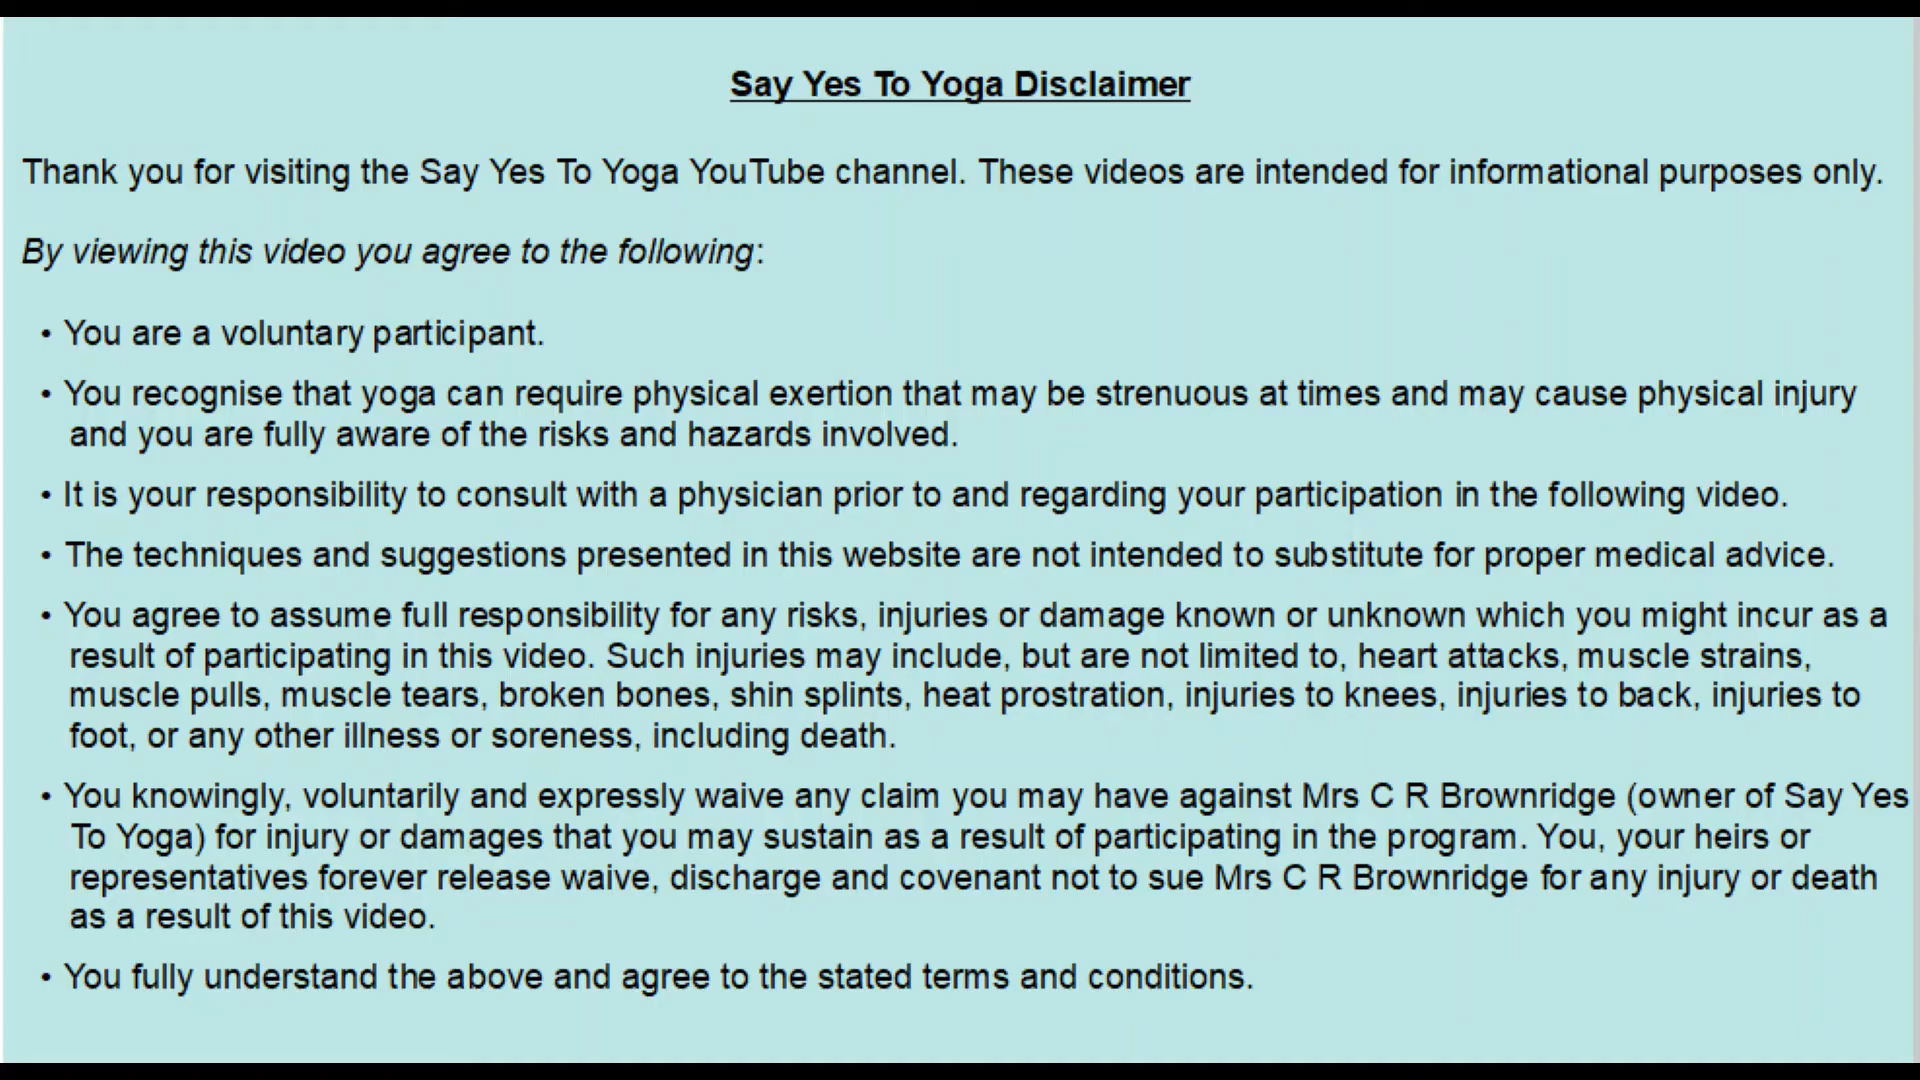 Say Yes To Yoga Disclaimer
Thank you for visiting the Say Yes To Yoga YouTube channel. These videos are intended for informational purposes only.
By viewing this video you agree to the following:
• You are a voluntary participant.
• You recognise that yoga can require physical exertion that may be strenuous at times and may cause physical injury
and you are fully aware of the risks and hazards involved.
• It is your responsibility to consult with a physician prior to and regarding your participation in the following video.
• The techniques and suggestions presented in this website are not intended to substitute for proper medical advice.
• You agree to assume full responsibility for any risks, injuries or damage known or unknown which you might incur as a
result of participating in this video. Such injuries may include, but are not limited to, heart attacks, muscle strains,
muscle pulls, muscle tears, broken bones, shin splints, heat prostration, injuries to knees, injuries to back, injuries to
foot, or any other illness or soreness, including death.
• You knowingly, voluntarily and expressly waive any claim you may have against Mrs C R Brownridge (owner of Say Yes
To Yoga) for injury or damages that you may sustain as a result of participating in the program. You, your heirs or
representatives forever release waive, discharge and covenant not to sue Mrs C R Brownridge for any injury or death
as a result of this video.
• You fully understand the above and agree to the stated terms and conditions.